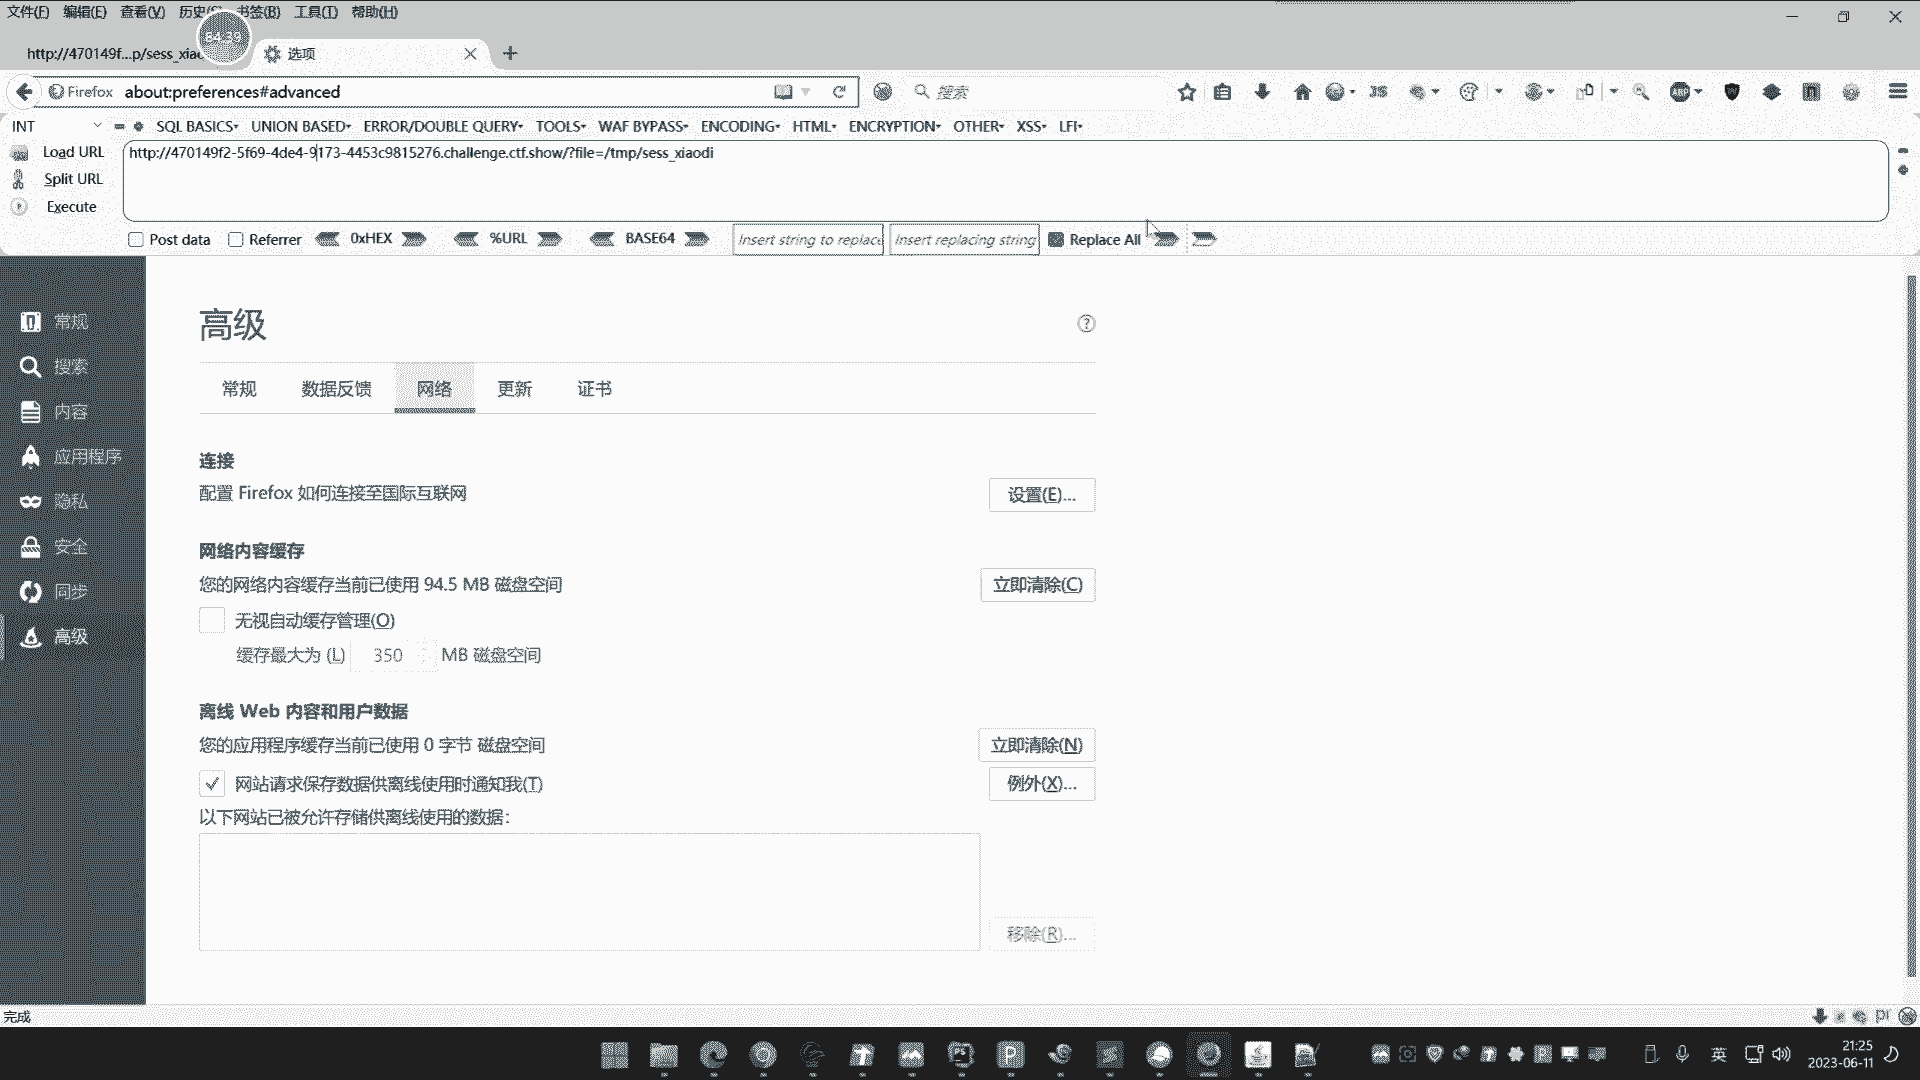 文件(F) 编辑(E) 查看(V) 历史(S) 书签(B) 工具(T) 帮助(H)
64:39
http://470149f...p/sess_xiao 选项
Firefox about:preferences#advanced 搜索
INT SQL BASICS UNION BASED ERROR/DOUBLE QUERY TOOLS WAF BYPASS ENCODING HTML ENCRYPTION OTHER XSS LFI
Load URL http://470149f2-5f69-4de4-9173-4453c9815276.challenge.ctf.show/?file=/tmp/sess_xiaodi
Split URL
Execute
Post data Referrer 0xHEX %URL BASE64 Insert string to replace Insert replacing string Replace All
常规
搜索
内容
应用程序
隐私
安全
同步
高级
高级
常规 数据反馈 网络 更新 证书
连接
配置 Firefox 如何连接至国际互联网 设置(E)...
网络内容缓存
您的网络内容缓存当前已使用 94.5 MB 磁盘空间 立即清除(C)
无视自动缓存管理(O)
缓存最大为 (L) 350 MB 磁盘空间
离线 Web 内容和用户数据
您的应用程序缓存当前已使用 0 字节 磁盘空间 立即清除(N)
网站请求保存数据供离线使用时通知我(T) 例外(X)...
以下网站已被允许存储供离线使用的数据:
移除(R)...
完成
英 21:25
2023-06-11